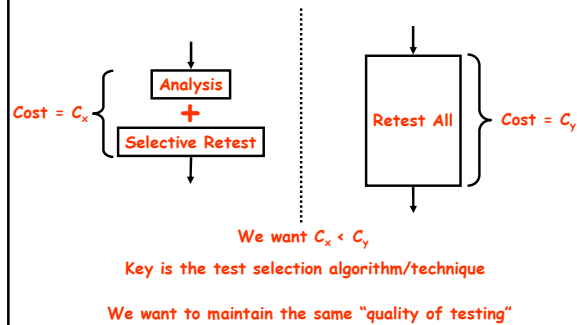 Analysis
+
Cost = Cx
Selective Retest
Retest All
Cost = Cy
We want Cx < Cy
Key is the test selection algorithm/technique
We want to maintain the same “quality of testing”